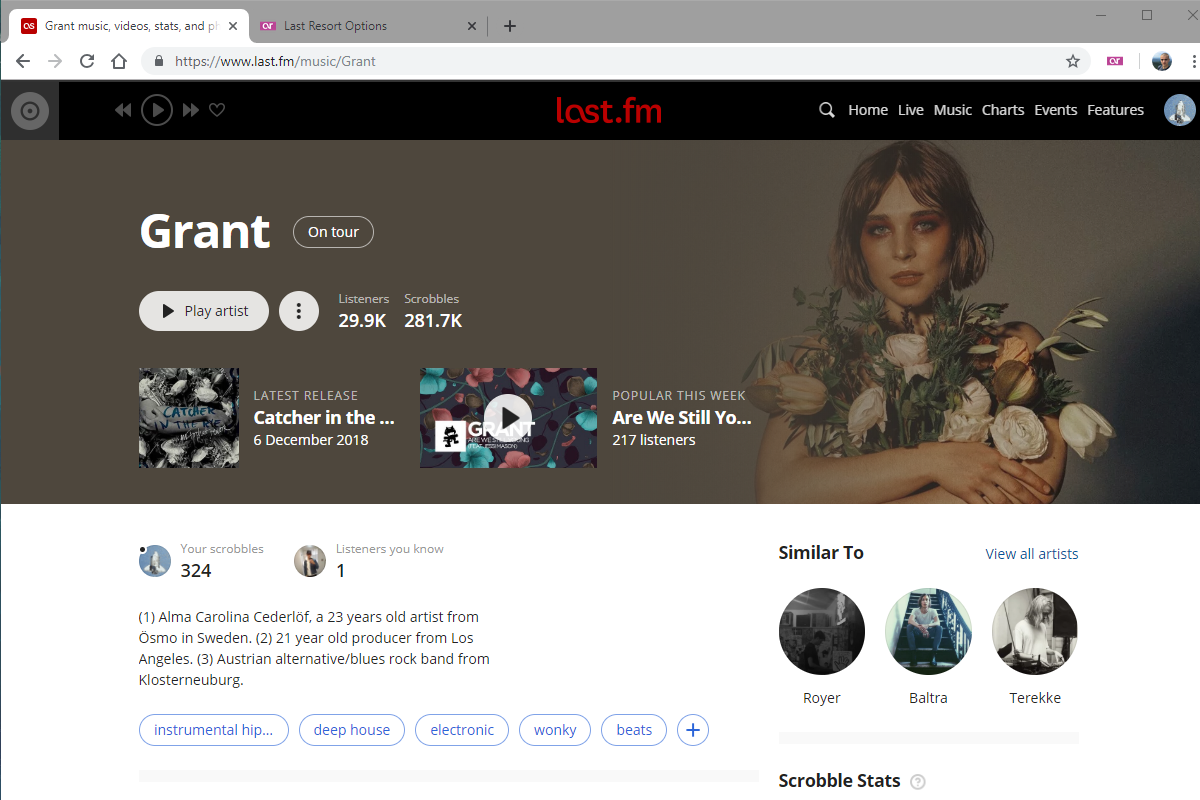 Grant music, videos, stats, and ph
Last Resort Options
https://www.last.fm/music/Grant
last.fm
Home Live Music Charts Events Features
Grant
On tour
Play artist
Listeners
29.9K
Scrobbles
281.7K
CATCHER
IN THE RYE
LATEST RELEASE
Catcher in the ...
6 December 2018
GRANT
POPULAR THIS WEEK
Are We Still Yo...
217 listeners
Your scrobbles
324
Listeners you know
1
(1) Alma Carolina Cederlöf, a 23 years old artist from
Ösmo in Sweden. (2) 21 year old producer from Los
Angeles. (3) Austrian alternative/blues rock band from
Klosterneuburg.
instrumental hip...
deep house
electronic
wonky
beats
Similar To
View all artists
Royer
Baltra
Terekke
Scrobble Stats ?